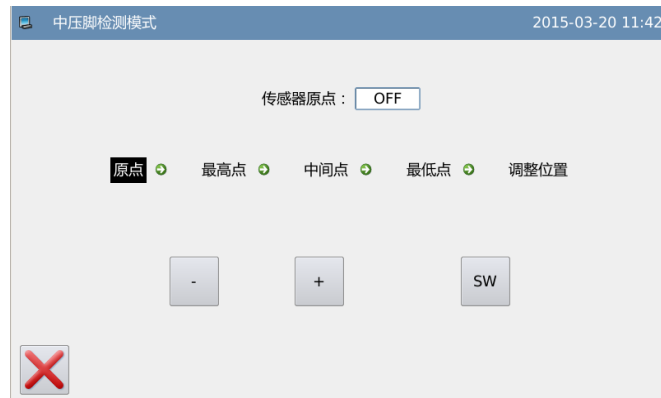 中压脚检测模式 2015-03-20 11:42
传感器原点： OFF
原点 最高点 中间点 最低点 调整位置
- + SW